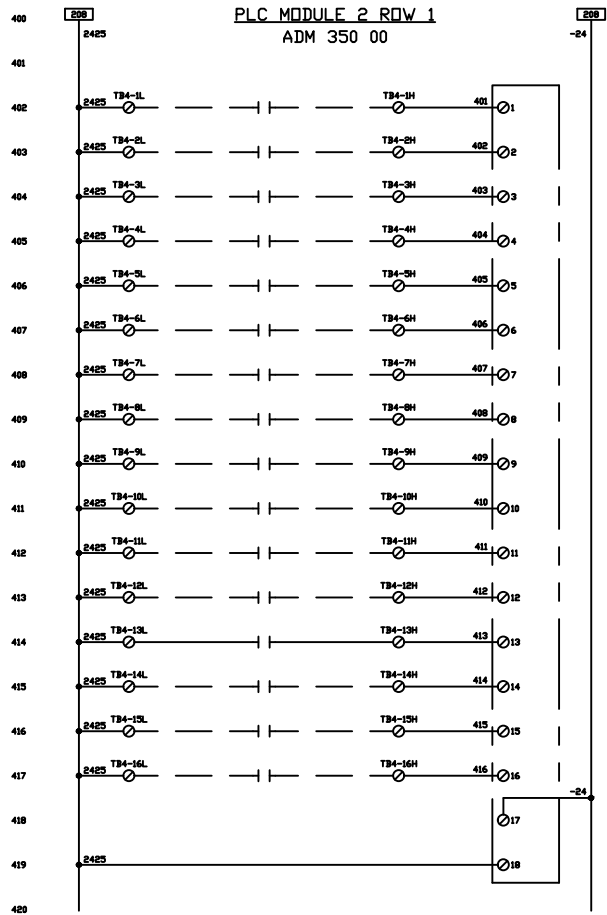 400 208 PLC MODULE 2 ROW 1 208
2425 ADM 350 00 -24
401
402 2425 TB4-1L TB4-1H 401 1
403 2425 TB4-2L TB4-2H 402 2
404 2425 TB4-3L TB4-3H 403 3
405 2425 TB4-4L TB4-4H 404 4
406 2425 TB4-5L TB4-5H 405 5
407 2425 TB4-6L TB4-6H 406 6
408 2425 TB4-7L TB4-7H 407 7
409 2425 TB4-8L TB4-8H 408 8
410 2425 TB4-9L TB4-9H 409 9
411 2425 TB4-10L TB4-10H 410 10
412 2425 TB4-11L TB4-11H 411 11
413 2425 TB4-12L TB4-12H 412 12
414 2425 TB4-13L TB4-13H 413 13
415 2425 TB4-14L TB4-14H 414 14
416 2425 TB4-15L TB4-15H 415 15
417 2425 TB4-16L TB4-16H 416 16
-24
418 17
419 2425 18
420